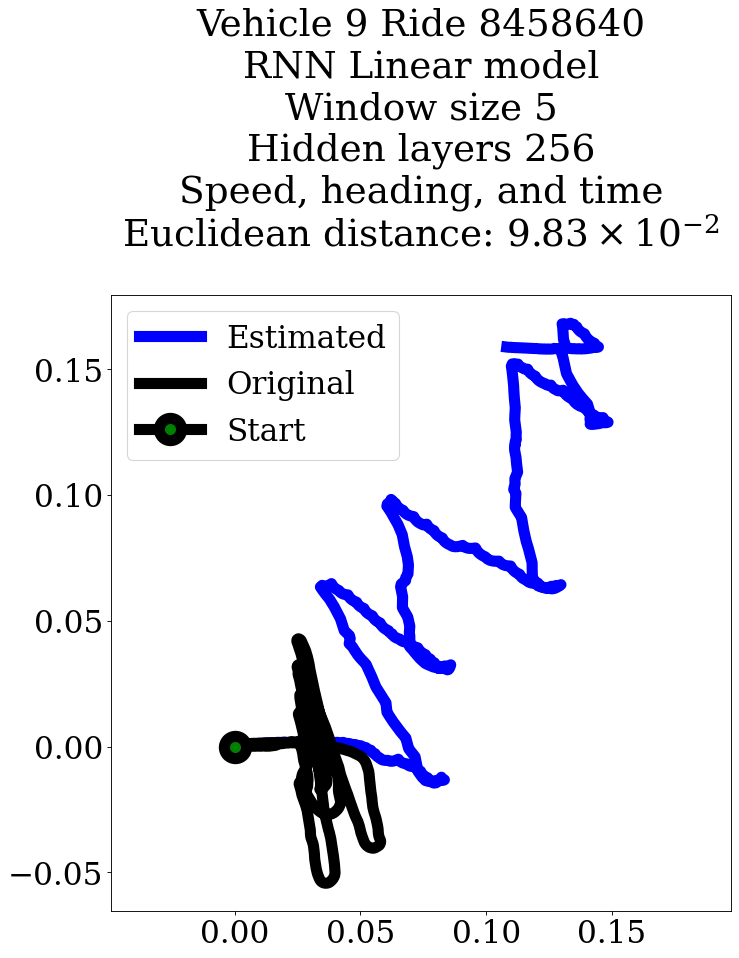 Vehicle 9 Ride 8458640
RNN Linear model
Window size 5
Hidden layers 256
Speed, heading, and time
Euclidean distance: 9.83 × 10⁻²
Estimated
Original
Start
0.15
0.10
0.05
0.00
−0.05
0.00 0.05 0.10 0.15